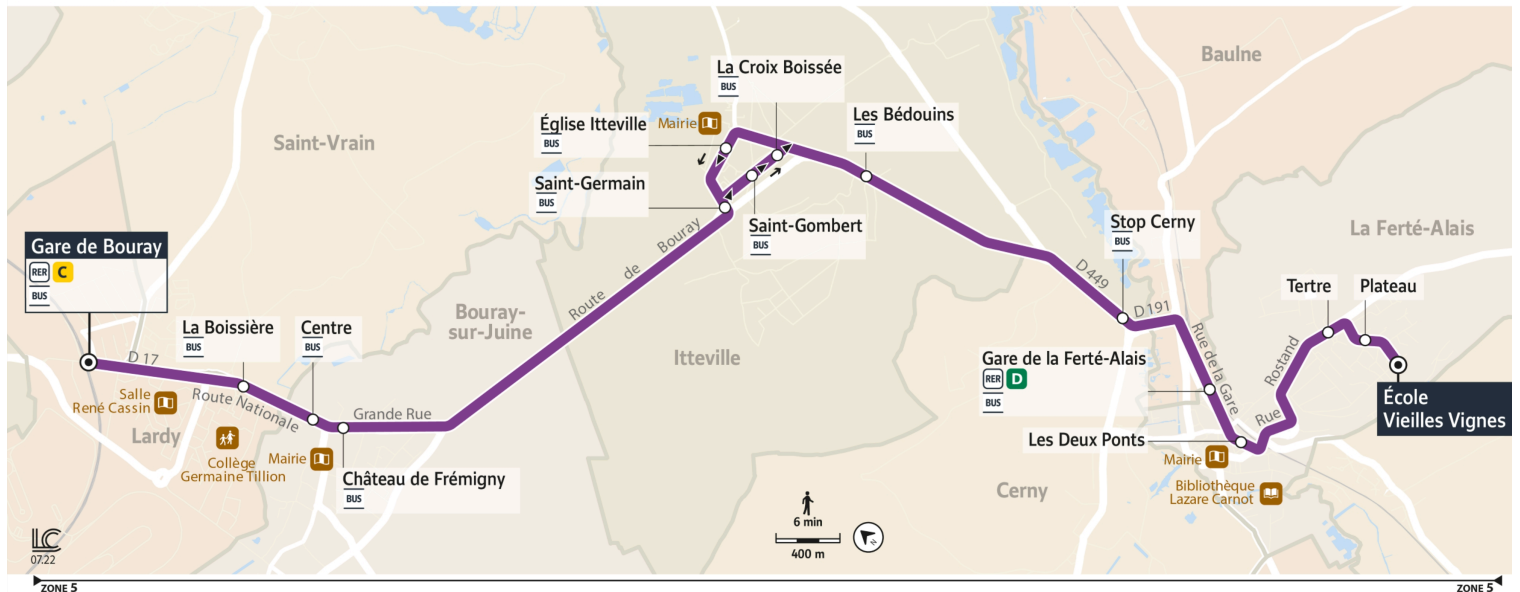 Baulne
La Croix Boissée
BUS
Les Bédouins
BUS
Église Itteville
BUS
Mairie
Saint-Vrain
Saint-Germain
BUS
Saint-Gombert
BUS
Stop Cerny
BUS
La Ferté-Alais
Gare de Bouray
RER C
BUS
Route de Bouray
D 449
D 191
Tertre
Plateau
Bouray-
sur-Juine
La Boissière
BUS
Centre
BUS
D 17
Itteville
Gare de la Ferté-Alais
RER D
BUS
Rue de la Gare
Rue Rostand
École
Vieilles Vignes
Salle
René Cassin
Route Nationale
Grande Rue
Lardy
Les Deux Ponts
Mairie
Collège
Germaine Tillion
Mairie
Château de Frémigny
BUS
Bibliothèque
Lazare Carnot
Cerny
6 min
400 m
N
LC
07.22
ZONE 5
ZONE 5